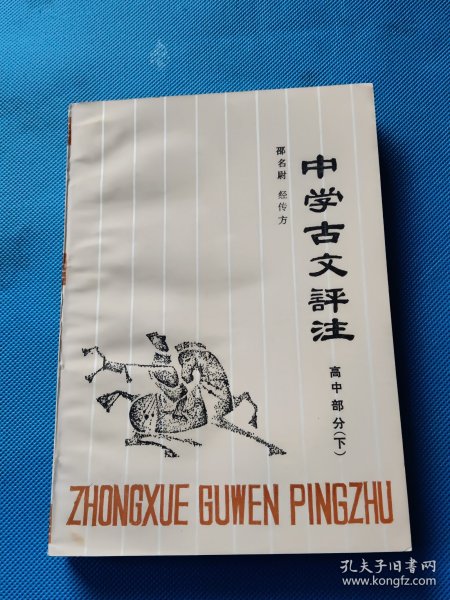 中学古文評注
邵名尉 经传方
高中部分(下)
ZHONGXUE GUWEN PINGZHU
孔夫子旧书网
www.kongfz.com